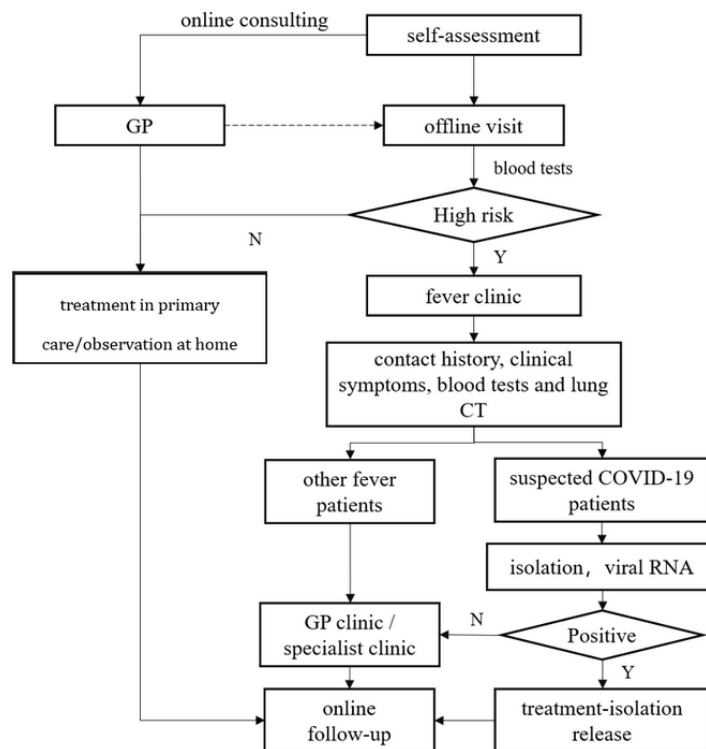 online consulting
self-assessment
GP
offline visit
blood tests
High risk
N
Y
treatment in primary
care/observation at home
fever clinic
contact history, clinical
symptoms, blood tests and lung
CT
other fever
patients
suspected COVID-19
patients
isolation，viral RNA
GP clinic /
specialist clinic
N
Positive
Y
online
follow-up
treatment-isolation
release